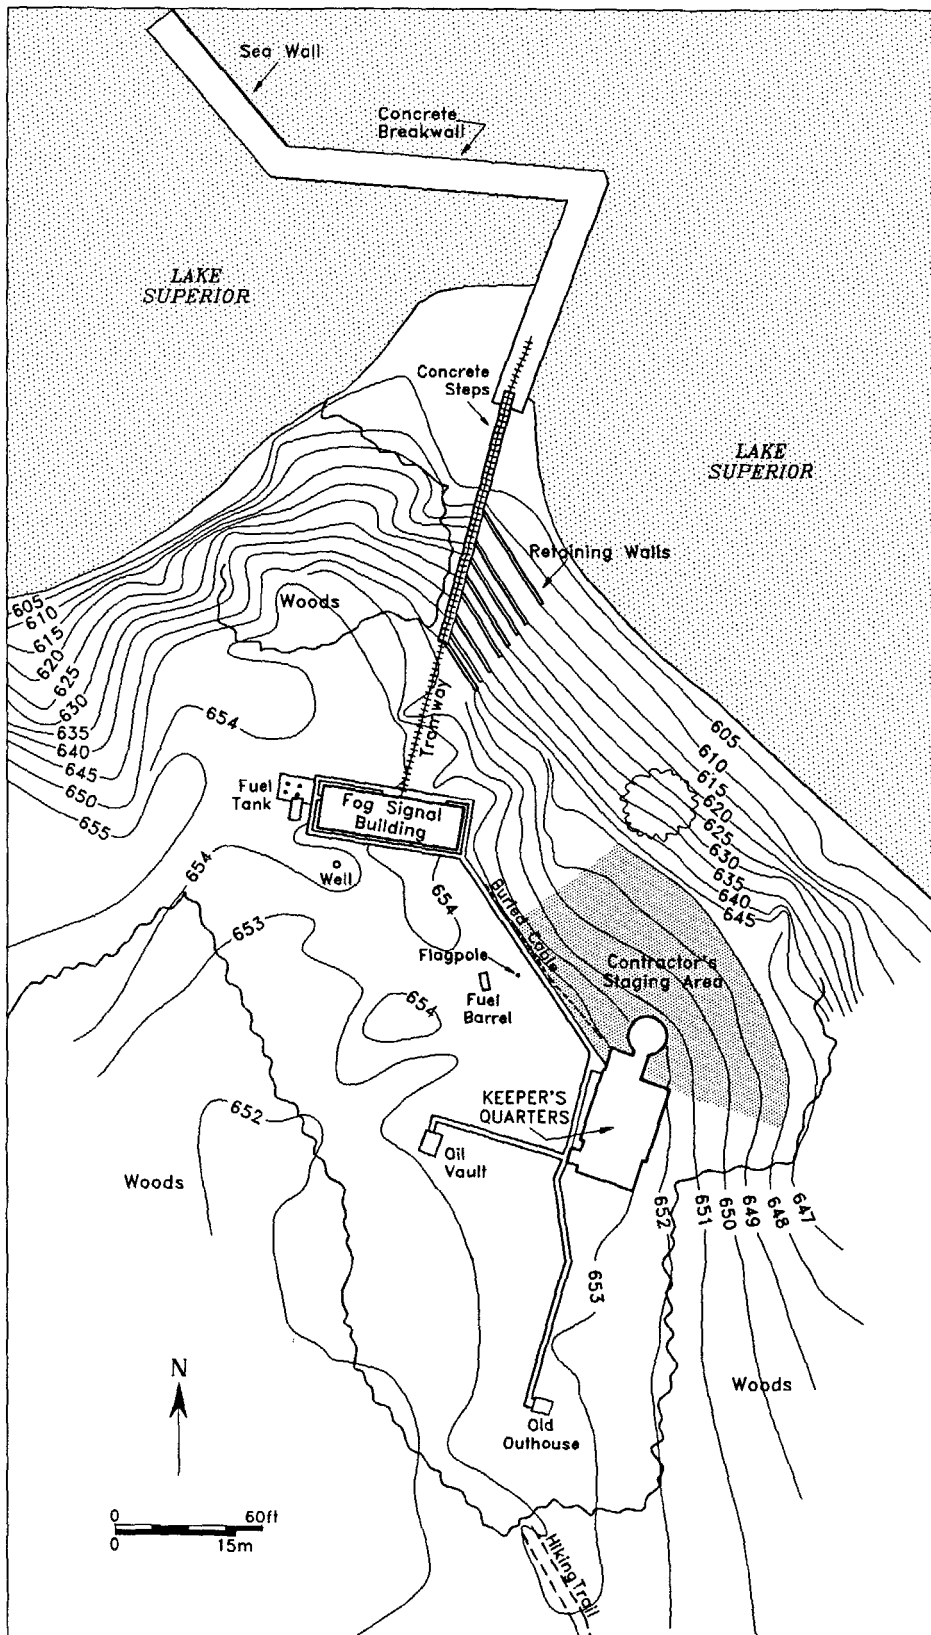 Sea Wall
Concrete
Breakwall
LAKE
SUPERIOR
Concrete
Steps
LAKE
SUPERIOR
Retaining Walls
Woods
605
610
615
620
625
630
635
640
645
650
655
654
Tramway
605
610
615
620
625
630
635
640
645
Fuel
Tank
Fog Signal
Building
Well
654
654
653
Buried Cable
Flagpole
Fuel
Barrel
654
Contractor's
Staging Area
KEEPER'S
QUARTERS
652
Oil
Vault
Woods
652
651
650
649
648
647
653
Woods
N
Old
Outhouse
0 60ft
0 15m
Hiking Trail